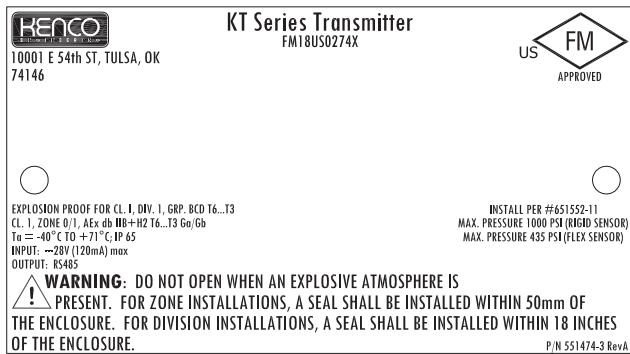 KENCO
KT Series Transmitter
FM18US0274X
US FM
APPROVED
10001 E 54th ST, TULSA, OK
74146
EXPLOSION PROOF FOR CL. I, DIV. 1, GRP. BCD T6...T3
CL. 1, ZONE 0/1, AEx db IIB+H2 T6...T3 Ga/Gb
Ta = -40°C TO +71°C; IP 65
INPUT: ⎓28V (120mA) max
OUTPUT: RS485
INSTALL PER #651552-11
MAX. PRESSURE 1000 PSI (RIGID SENSOR)
MAX. PRESSURE 435 PSI (FLEX SENSOR)
WARNING: DO NOT OPEN WHEN AN EXPLOSIVE ATMOSPHERE IS
PRESENT. FOR ZONE INSTALLATIONS, A SEAL SHALL BE INSTALLED WITHIN 50mm OF
THE ENCLOSURE. FOR DIVISION INSTALLATIONS, A SEAL SHALL BE INSTALLED WITHIN 18 INCHES
OF THE ENCLOSURE.
P/N 551474-3 RevA